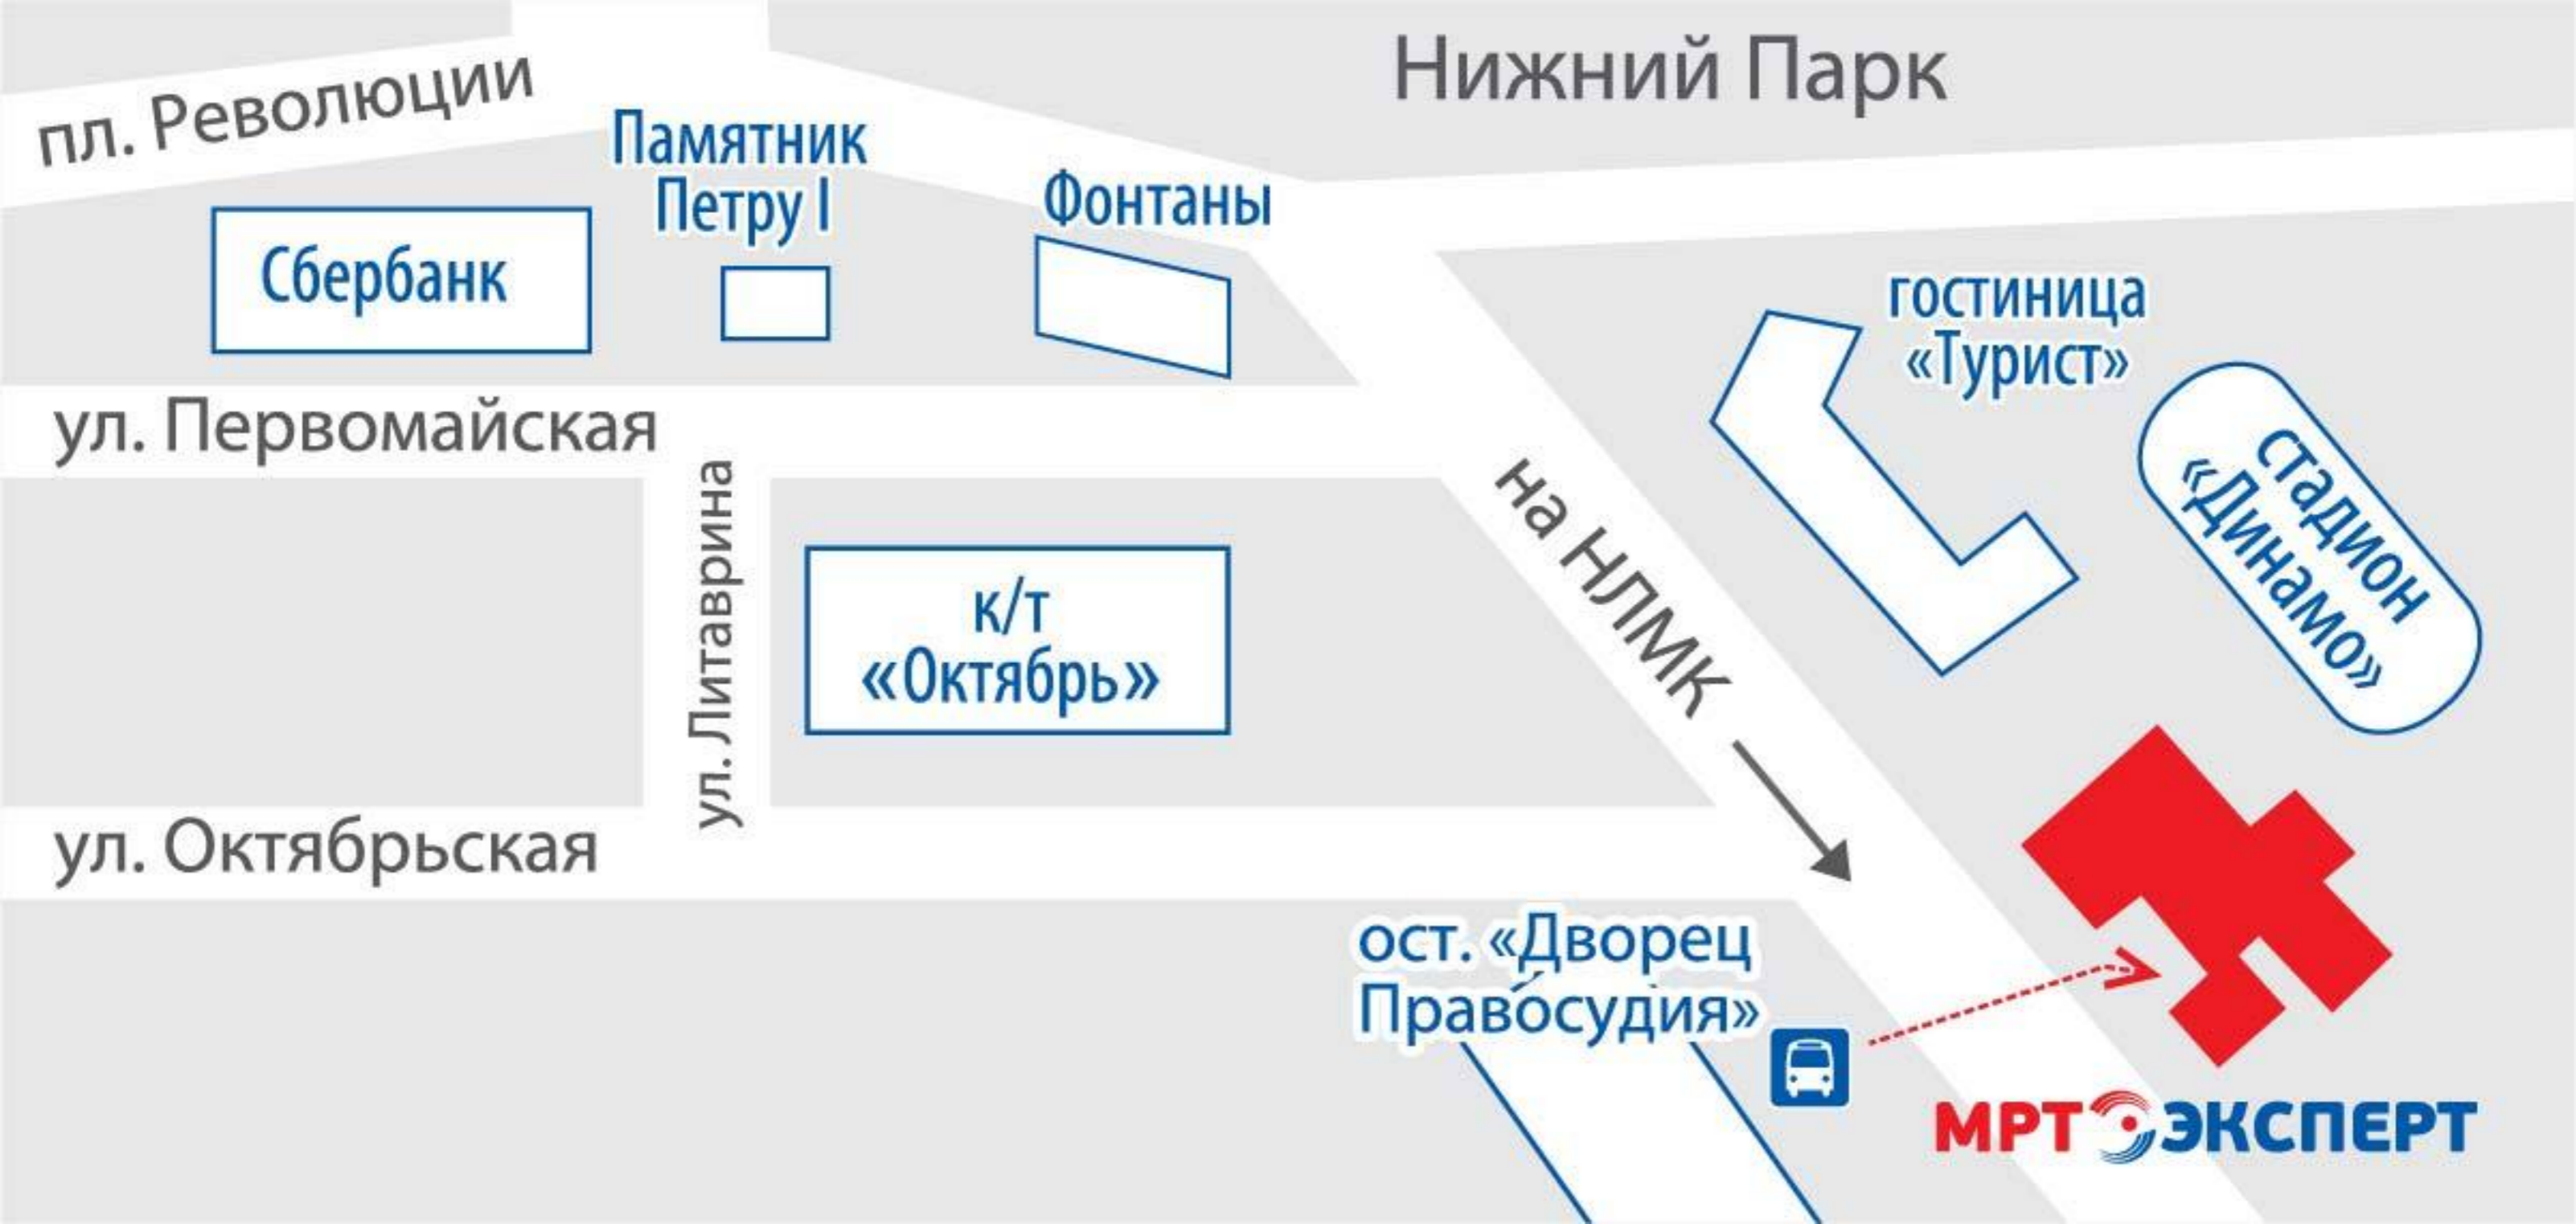 Нижний Парк
пл. Революции
Памятник
Петру I
Фонтаны
Сбербанк
гостиница
«Турист»
ул. Первомайская
стадион
«Динамо»
ул. Литаврина
на НЛМК
к/т
«Октябрь»
ул. Октябрьская
ост. «Дворец
Правосудия»
МРТ ЭКСПЕРТ